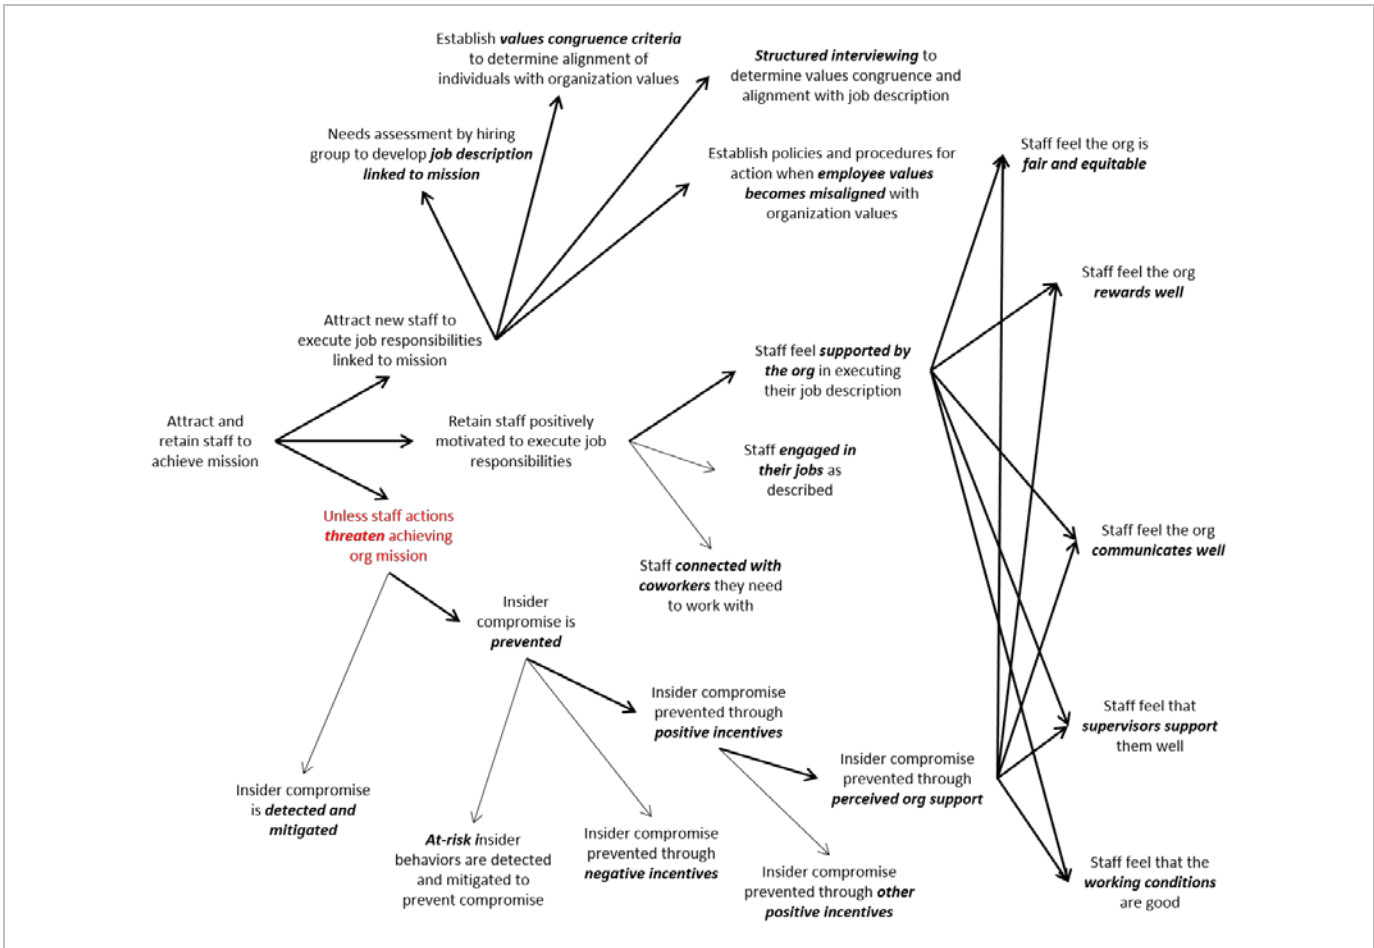 Establish values congruence criteria
to determine alignment of
individuals with organization values
Structured interviewing to
determine values congruence and
alignment with job description
Needs assessment by hiring
group to develop job description
linked to mission
Establish policies and procedures for
action when employee values
becomes misaligned with
organization values
Staff feel the org is
fair and equitable
Staff feel the org
rewards well
Attract new staff to
execute job responsibilities
linked to mission
Staff feel supported by
the org in executing
their job description
Attract and
retain staff to
achieve mission
Retain staff positively
motivated to execute job
responsibilities
Staff engaged in
their jobs as
described
Unless staff actions
threaten achieving
org mission
Staff feel the org
communicates well
Staff connected with
coworkers they need
to work with
Insider
compromise is
prevented
Insider compromise
prevented through
positive incentives
Staff feel that
supervisors support
them well
Insider compromise
prevented through
perceived org support
Insider compromise
is detected and
mitigated
At-risk insider
behaviors are detected
and mitigated to
prevent compromise
Insider compromise
prevented through
negative incentives
Insider compromise
prevented through other
positive incentives
Staff feel that the
working conditions
are good